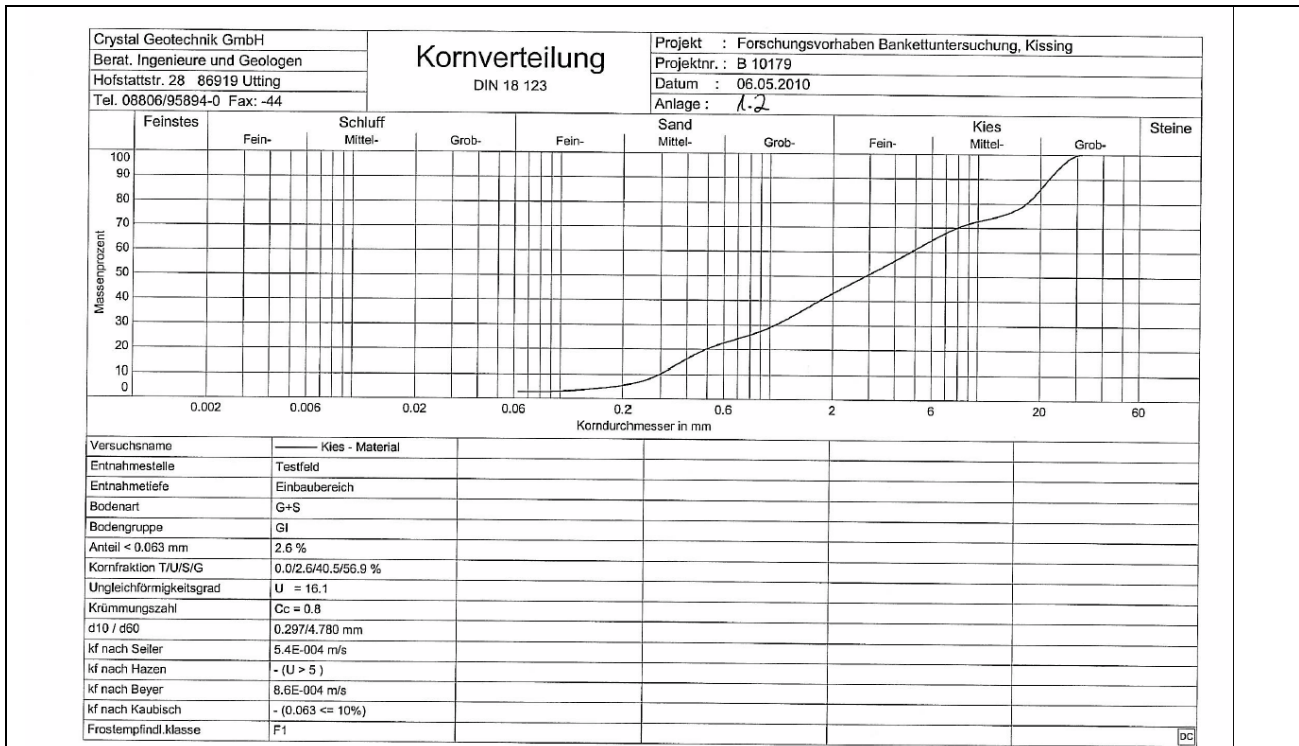 Crystal Geotechnik GmbH
Berat. Ingenieure und Geologen
Hofstattstr. 28 86919 Utting
Tel. 08806/95894-0 Fax: -44
Kornverteilung
DIN 18 123
Projekt : Forschungsvorhaben Bankettuntersuchung, Kissing
Projektnr. : B 10179
Datum : 06.05.2010
Anlage : 1.2
Feinstes Schluff Sand Kies Steine
Fein- Mittel- Grob- Fein- Mittel- Grob- Fein- Mittel- Grob-
Massenprozent
100
90
80
70
60
50
40
30
20
10
0
0.002 0.006 0.02 0.06 0.2 0.6 2 6 20 60
Korndurchmesser in mm
Versuchsname Kies - Material
Entnahmestelle Testfeld
Entnahmetiefe Einbaubereich
Bodenart G+S
Bodengruppe GI
Anteil < 0.063 mm 2.6 %
Kornfraktion T/U/S/G 0.0/2.6/40.5/56.9 %
Ungleichförmigkeitsgrad U = 16.1
Krümmungszahl Cc = 0.8
d10 / d60 0.297/4.780 mm
kf nach Seiler 5.4E-004 m/s
kf nach Hazen - (U > 5 )
kf nach Beyer 8.6E-004 m/s
kf nach Kaubisch - (0.063 <= 10%)
Frostempfindl.klasse F1
DC